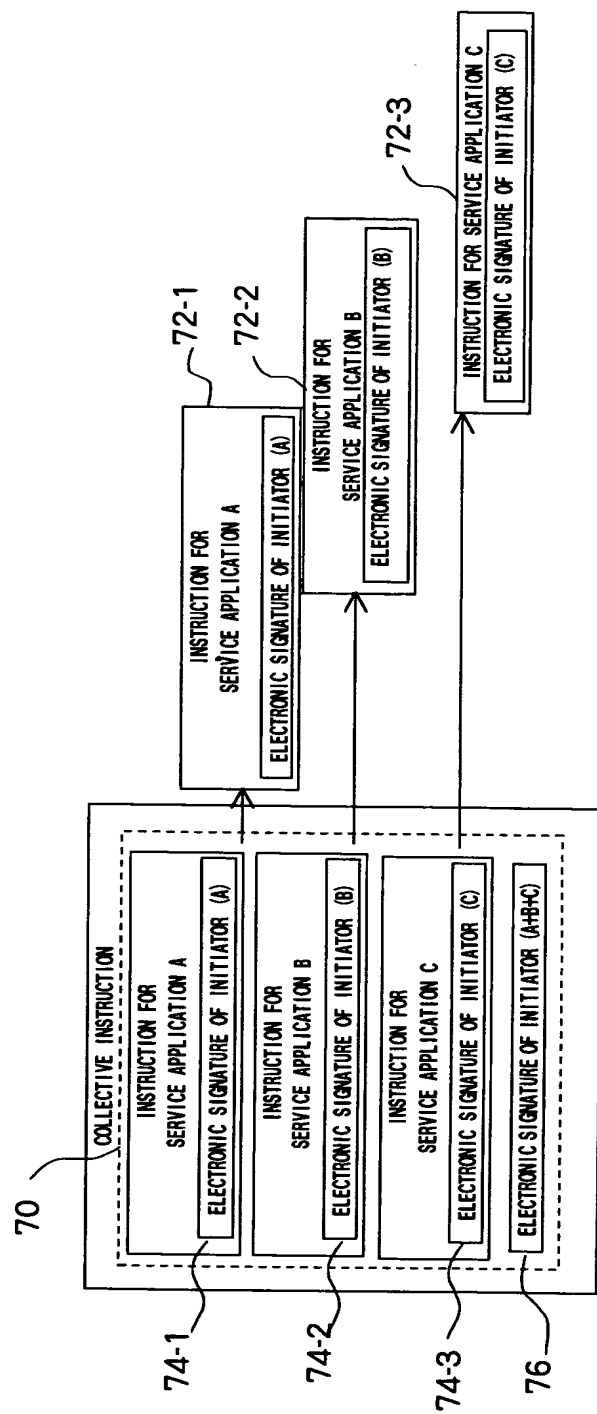 70
COLLECTIVE INSTRUCTION
INSTRUCTION FOR
SERVICE APPLICATION A
ELECTRONIC SIGNATURE OF INITIATOR (A)
74-1
INSTRUCTION FOR
SERVICE APPLICATION B
ELECTRONIC SIGNATURE OF INITIATOR (B)
74-2
INSTRUCTION FOR
SERVICE APPLICATION C
ELECTRONIC SIGNATURE OF INITIATOR (C)
74-3
ELECTRONIC SIGNATURE OF INITIATOR (A+B+C)
76
72-1
INSTRUCTION FOR
SERVICE APPLICATION A
ELECTRONIC SIGNATURE OF INITIATOR (A)
72-2
INSTRUCTION FOR
SERVICE APPLICATION B
ELECTRONIC SIGNATURE OF INITIATOR (B)
72-3
INSTRUCTION FOR SERVICE APPLICATION C
ELECTRONIC SIGNATURE OF INITIATOR (C)